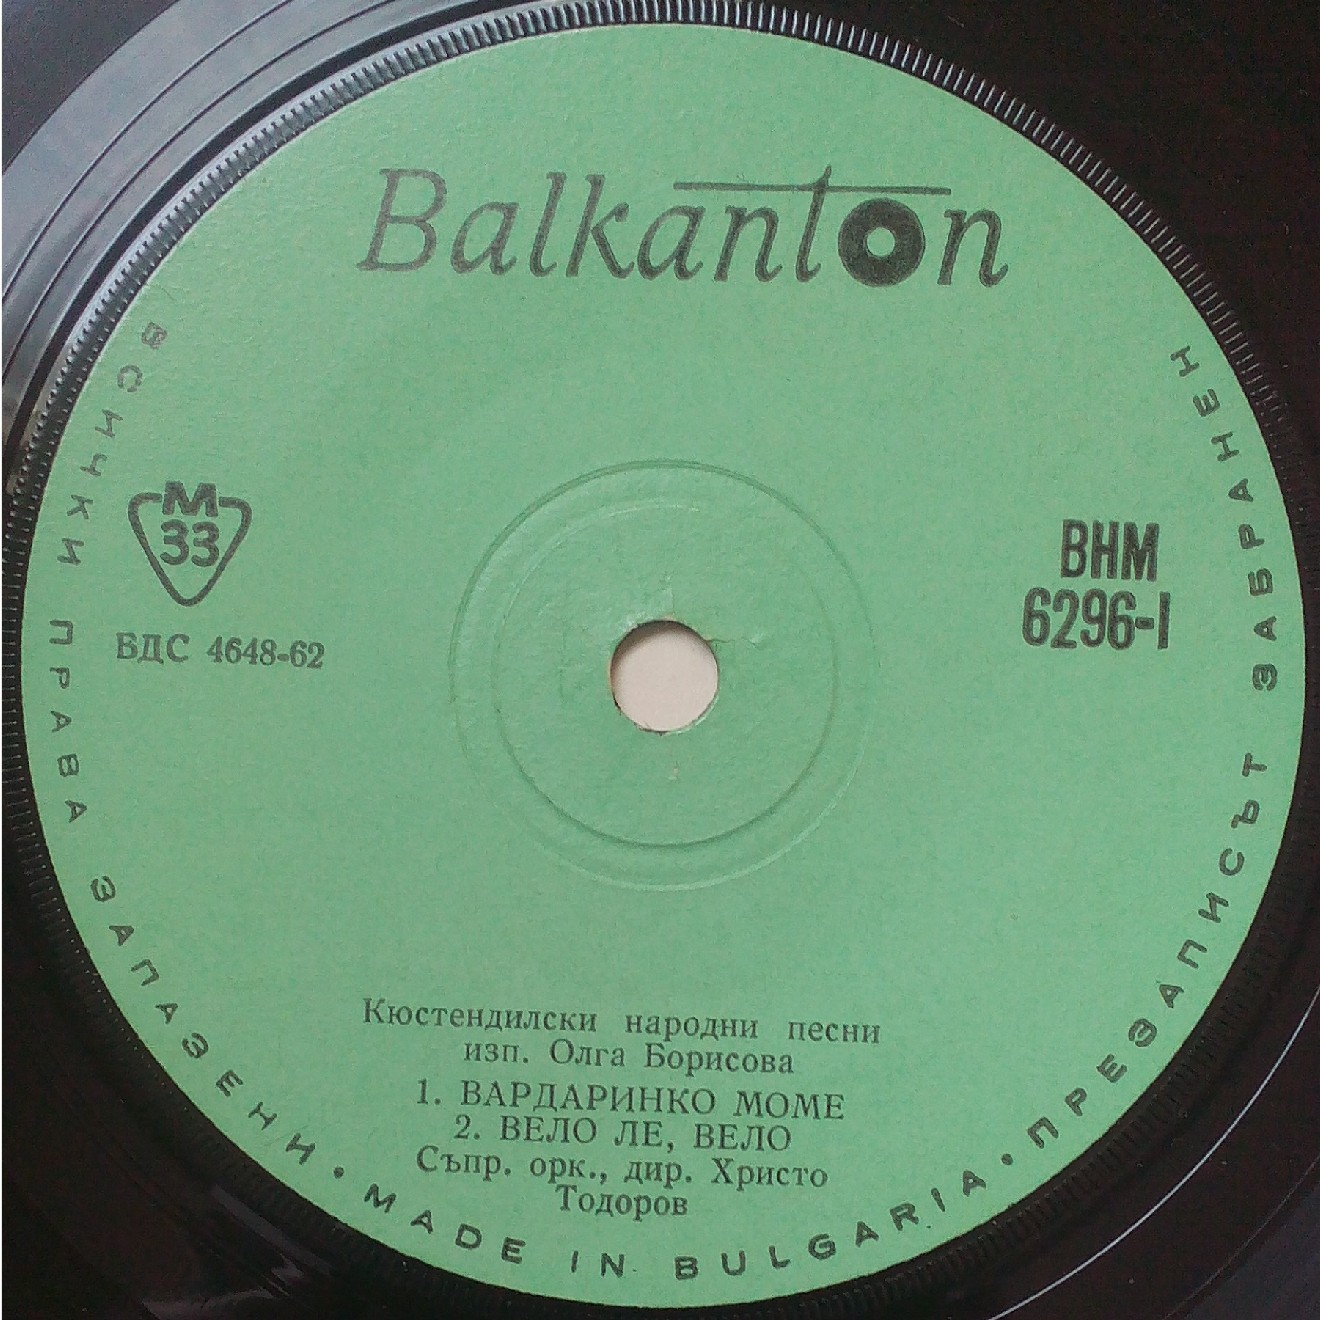 Balkanton
М
33
БДС 4648-62
ВНМ
6296-I
Кюстендилски народни песни
изп. Олга Борисова
1. ВАРДАРИНКО МОМЕ
2. ВЕЛО ЛЕ, ВЕЛО
Съпр. орк., дир. Христо
Тодоров
ВСИЧКИ ПРАВА ЗАПАЗЕНИ • MADE IN BULGARIA • ПРЕЗАПИСЪТ ЗАБРАНЕН